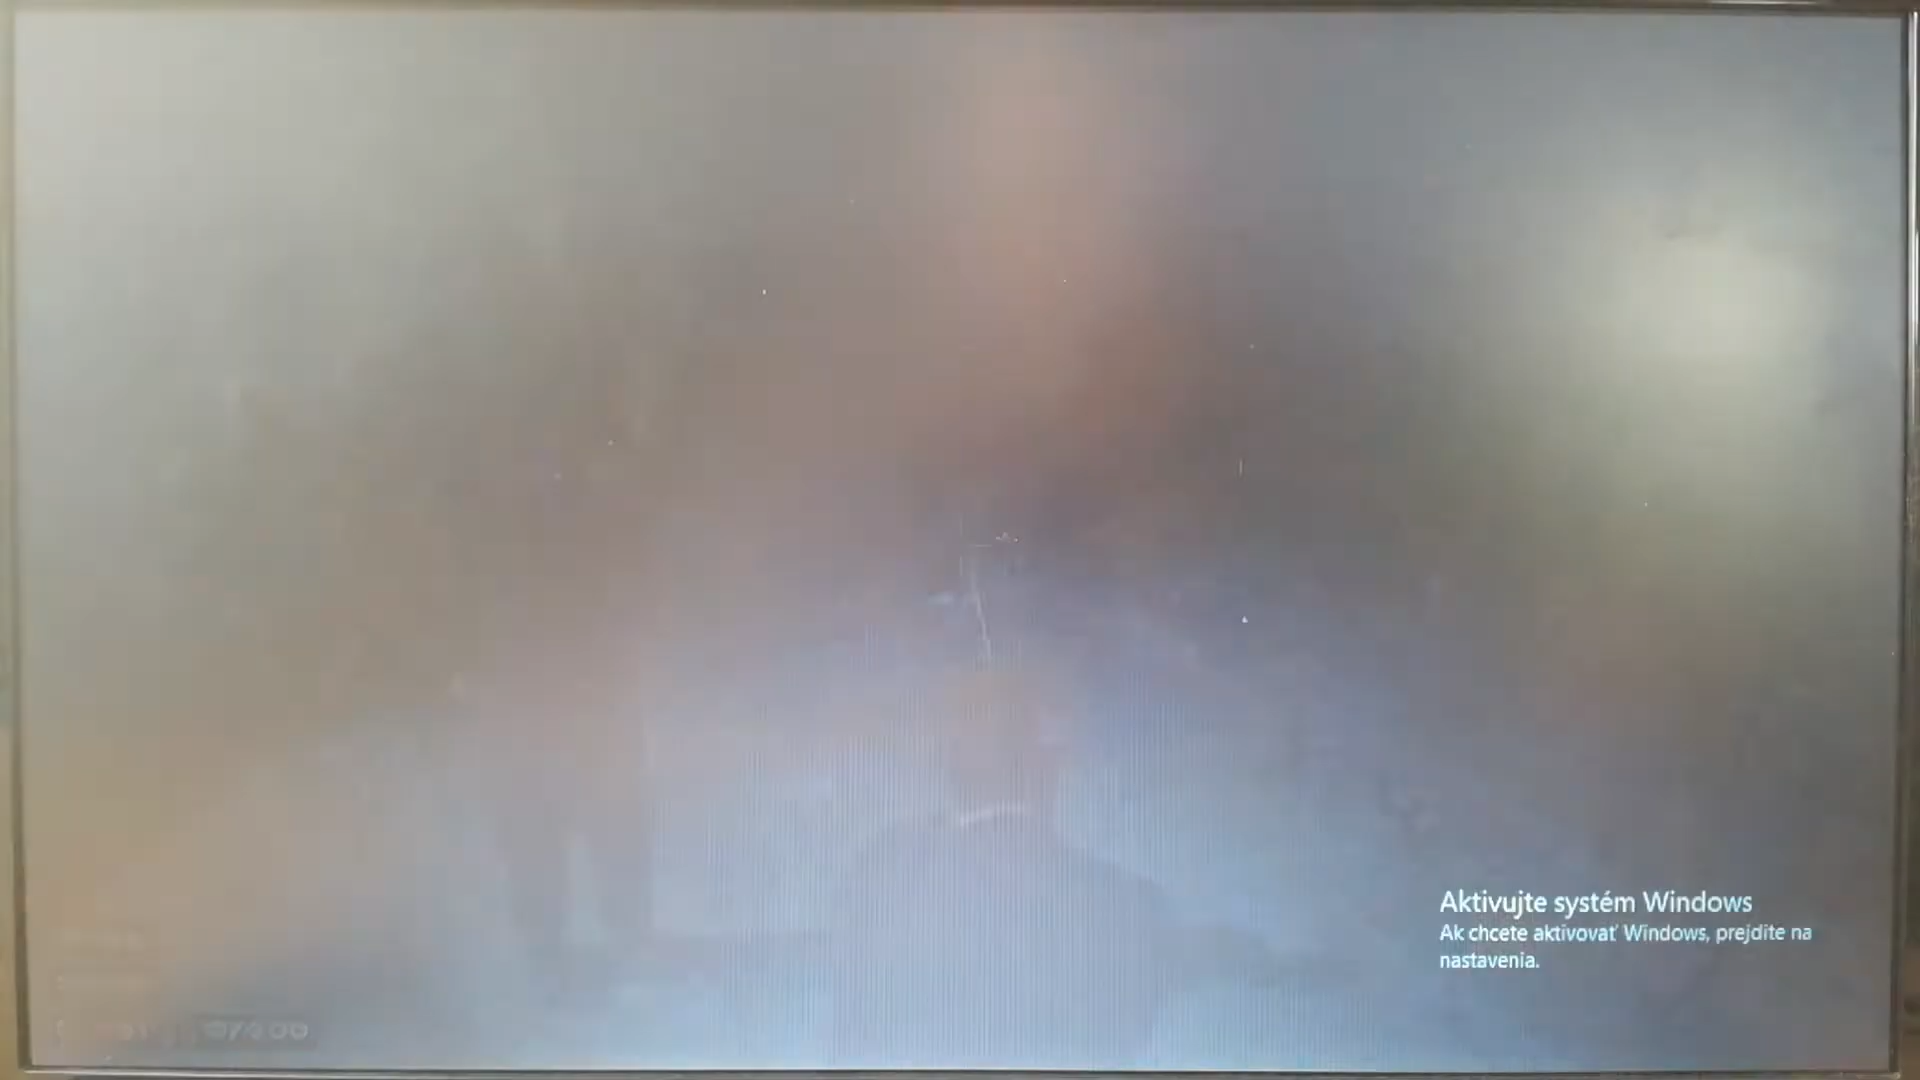 Aktivujte systém Windows
Ak chcete aktivovať Windows, prejdite na
nastavenia.